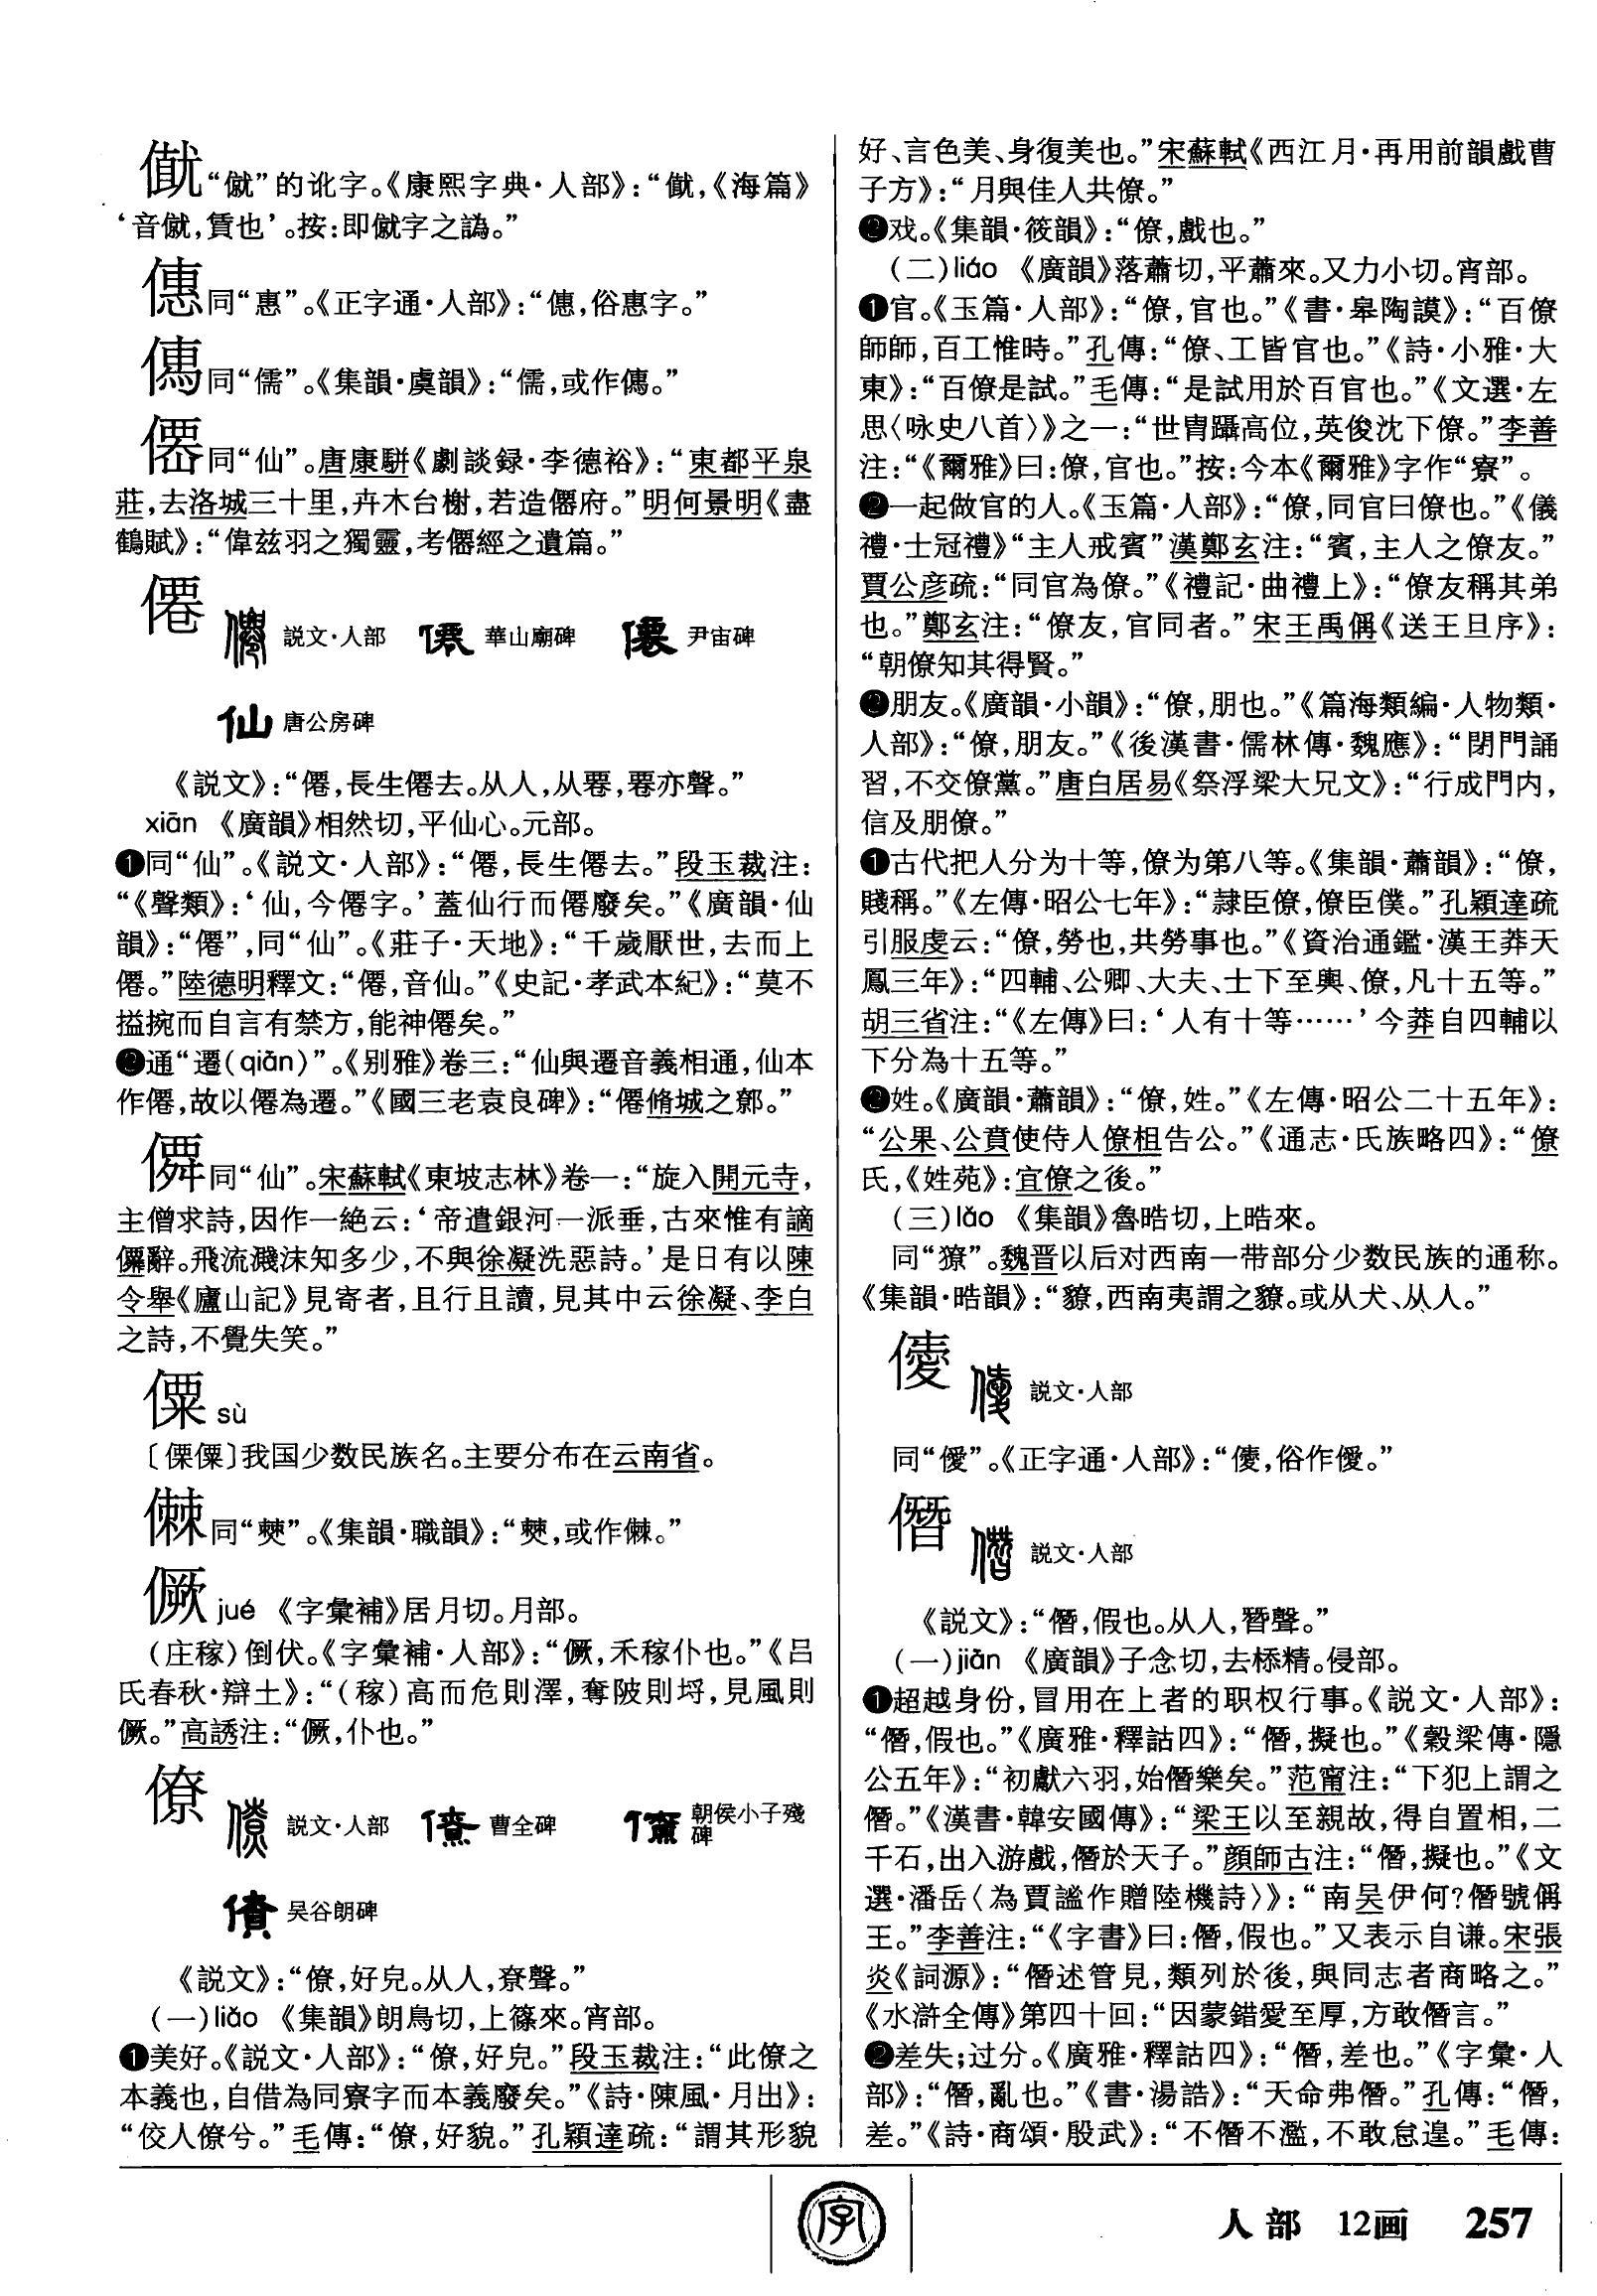 “僦”的讹字。《康熙字典·人部》：“，《海篇》
‘音僦，賃也’。按：即僦字之譌。”
僡同“惠”。《正字通·人部》：“僡，俗惠字。”
同“儒”。《集韻·虞韻》：“儒，或作。”
同“仙”。唐康駢《劇談録·李德裕》：“東都平泉
莊，去洛城三十里，卉木台榭，若造府。”明何景明《畫
鶴賦》：“偉兹羽之獨靈，考經之遺篇。”
僊
説文·人部 華山廟碑 尹宙碑
仙 唐公房碑
《説文》：“僊，長生僊去。从人，从䙴，䙴亦聲。”
xiān 《廣韻》相然切，平仙心。元部。
❶同“仙”。《説文·人部》：“僊，長生僊去。”段玉裁注：
“《聲類》：‘仙，今僊字。’蓋仙行而僊廢矣。”《廣韻·仙
韻》：“僊”，同“仙”。《莊子·天地》：“千歲厭世，去而上
僊。”陸德明釋文：“僊，音仙。”《史記·孝武本紀》：“莫不
搤捥而自言有禁方，能神僊矣。”
❷通“遷(qiān)”。《别雅》卷三：“仙與遷音義相通，仙本
作僊，故以僊為遷。”《國三老袁良碑》：“僊脩城之鄣。”
同“仙”。宋蘇軾《東坡志林》卷一：“旋入開元寺，
主僧求詩，因作一絶云：‘帝遣銀河一派垂，古來惟有謫
辭。飛流濺沫知多少，不與徐凝洗惡詩。’是日有以陳
令舉《廬山記》見寄者，且行且讀，見其中云徐凝、李白
之詩，不覺失笑。”
僳 sù
〔傈僳〕我国少数民族名。主要分布在云南省。
僰同“僰”。《集韻·職韻》：“僰，或作。”
僪 jué 《字彙補》居月切。月部。
（庄稼）倒伏。《字彙補·人部》：“，禾稼仆也。”《吕
氏春秋·辯土》：“（稼）高而危則澤，奪陂則埒，見風則
。”高誘注：“，仆也。”
僚
説文·人部 曹全碑 朝侯小子殘
碑
吴谷朗碑
《説文》：“僚，好皃。从人，尞聲。”
（一）liǎo 《集韻》朗鳥切，上篠來。宵部。
❶美好。《説文·人部》：“僚，好皃。”段玉裁注：“此僚之
本義也，自借為同寮字而本義廢矣。”《詩·陳風·月出》：
“佼人僚兮。”毛傳：“僚，好貌。”孔穎達疏：“謂其形貌
好、言色美、身復美也。”宋蘇軾《西江月·再用前韻戲曹
子方》：“月與佳人共僚。”
❷戏。《集韻·筱韻》：“僚，戲也。”
（二）liáo 《廣韻》落蕭切，平蕭來。又力小切。宵部。
❶官。《玉篇·人部》：“僚，官也。”《書·皋陶謨》：“百僚
師師，百工惟時。”孔傳：“僚、工皆官也。”《詩·小雅·大
東》：“百僚是試。”毛傳：“是試用於百官也。”《文選·左
思〈咏史八首〉》之一：“世胄躡高位，英俊沈下僚。”李善
注：“《爾雅》曰：僚，官也。”按：今本《爾雅》字作“寮”。
❷一起做官的人。《玉篇·人部》：“僚，同官曰僚也。”《儀
禮·士冠禮》“主人戒賓”漢鄭玄注：“賓，主人之僚友。”
賈公彦疏：“同官為僚。”《禮記·曲禮上》：“僚友稱其弟
也。”鄭玄注：“僚友，官同者。”宋王禹偁《送王旦序》：
“朝僚知其得賢。”
❷朋友。《廣韻·小韻》：“僚，朋也。”《篇海類編·人物類·
人部》：“僚，朋友。”《後漢書·儒林傳·魏應》：“閉門誦
習，不交僚黨。”唐白居易《祭浮梁大兄文》：“行成門内，
信及朋僚。”
❶古代把人分为十等，僚为第八等。《集韻·蕭韻》：“僚，
賤稱。”《左傳·昭公七年》：“隷臣僚，僚臣僕。”孔穎達疏
引服虔云：“僚，勞也，共勞事也。”《資治通鑑·漢王莽天
鳳三年》：“四輔、公卿、大夫、士下至輿、僚，凡十五等。”
胡三省注：“《左傳》曰：‘人有十等……’今莽自四輔以
下分為十五等。”
❷姓。《廣韻·蕭韻》：“僚，姓。”《左傳·昭公二十五年》：
“公果、公賁使侍人僚柤告公。”《通志·氏族略四》：“僚
氏，《姓苑》：宜僚之後。”
（三）lǎo 《集韻》魯晧切，上晧來。
同“獠”。魏晋以后对西南一带部分少数民族的通称。
《集韻·晧韻》：“獠，西南夷謂之獠。或从犬、从人。”
説文·人部
同“僾”。《正字通·人部》：“，俗作僾。”
僭
説文·人部
《説文》：“僭，假也。从人，朁聲。”
（一）jiàn 《廣韻》子念切，去㮇精。侵部。
❶超越身份，冒用在上者的职权行事。《説文·人部》：
“僭，假也。”《廣雅·釋詁四》：“僭，擬也。”《穀梁傳·隱
公五年》：“初獻六羽，始僭樂矣。”范甯注：“下犯上謂之
僭。”《漢書·韓安國傳》：“梁王以至親故，得自置相，二
千石，出入游戲，僭於天子。”顔師古注：“僭，擬也。”《文
選·潘岳〈為賈謐作贈陸機詩〉》：“南吴伊何？僭號偁
王。”李善注：“《字書》曰：僭，假也。”又表示自谦。宋張
炎《詞源》：“僭述管見，類列於後，與同志者商略之。”
《水滸全傳》第四十回：“因蒙錯愛至厚，方敢僭言。”
❷差失；过分。《廣雅·釋詁四》：“僭，差也。”《字彙·人
部》：“僭，亂也。”《書·湯誥》：“天命弗僭。”孔傳：“僭，
差。”《詩·商頌·殷武》：“不僭不濫，不敢怠遑。”毛傳：
字
人部 12画 257